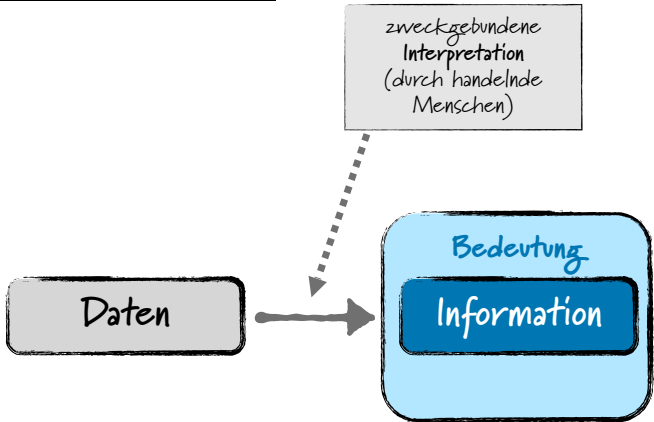 zweckgebundene
Interpretation
(durch handelnde
Menschen)
Bedeutung
Daten
Information